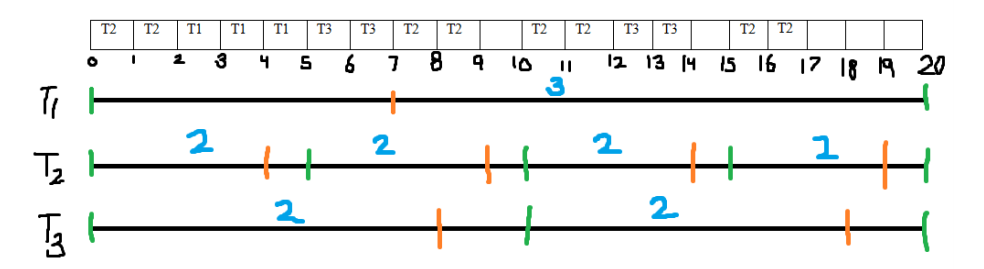 T2 T2 T1 T1 T1 T3 T3 T2 T2 T2 T2 T3 T3 T2 T2
0 1 2 3 4 5 6 7 8 9 10 11 12 13 14 15 16 17 18 19 20
T1 3
T2 2 2 2 1
T3 2 2